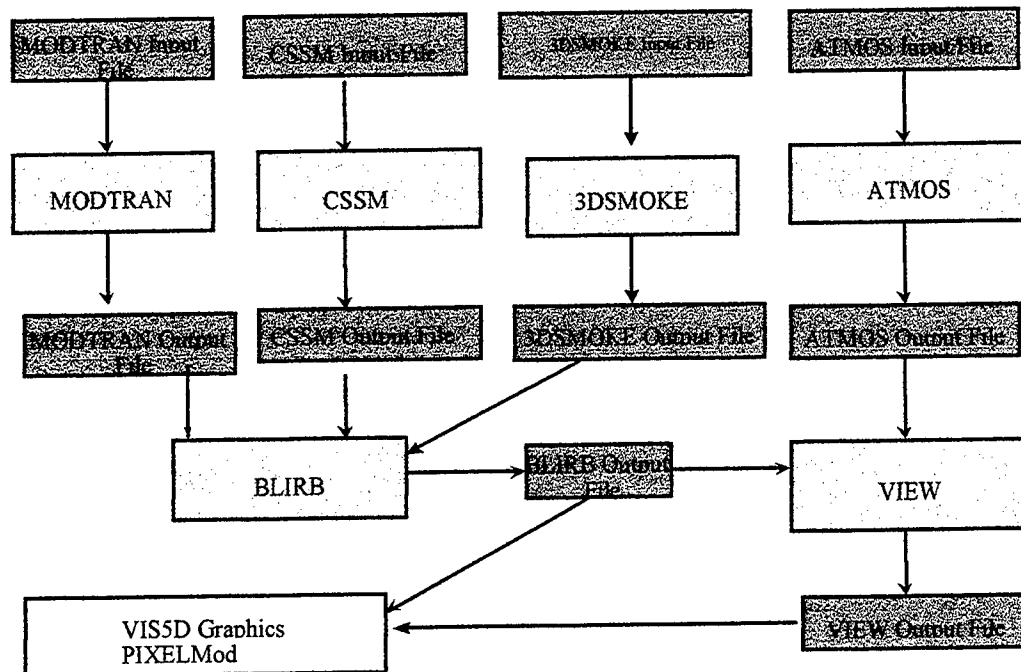 MODTRAN Input
File
CSSM Input File
3DSMOKE Input File
ATMOS Input File
MODTRAN
CSSM
3DSMOKE
ATMOS
MODTRAN Output
File
CSSM Output File
3DSMOKE Output File
ATMOS Output File
BLIRB
BLIRB Output
File
VIEW
VIS5D Graphics
PIXELMod
VIEW Output File